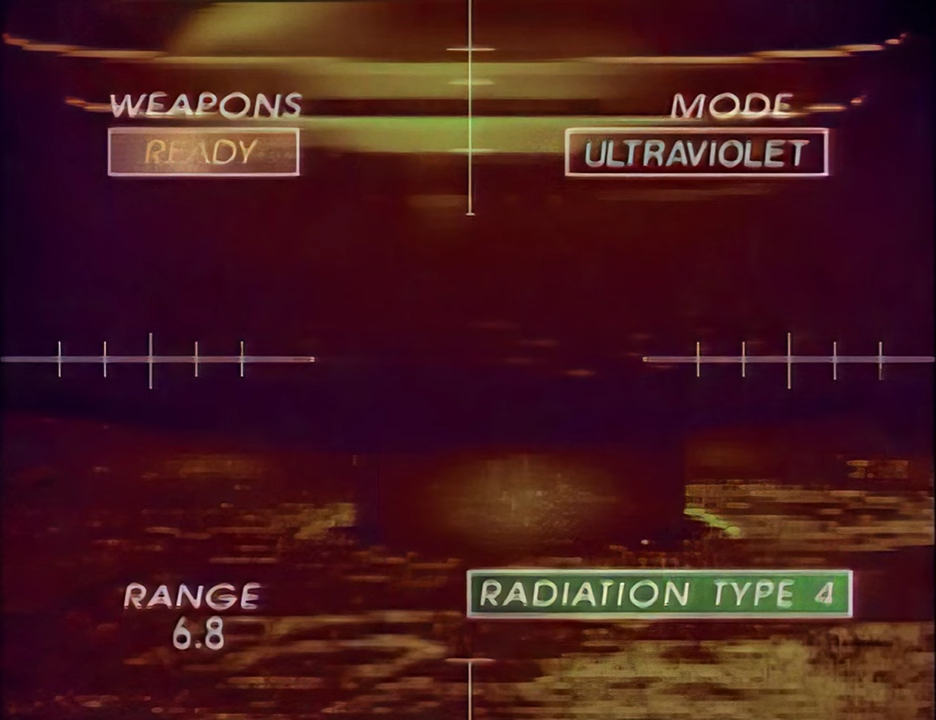 WEAPONS
MODE
READY
ULTRAVIOLET
RANGE
6.8
RADIATION TYPE 4